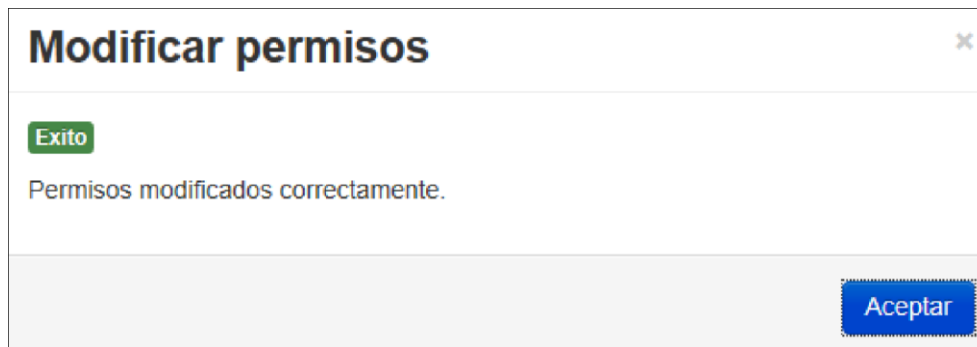 Modificar permisos
Exito
Permisos modificados correctamente.
Aceptar